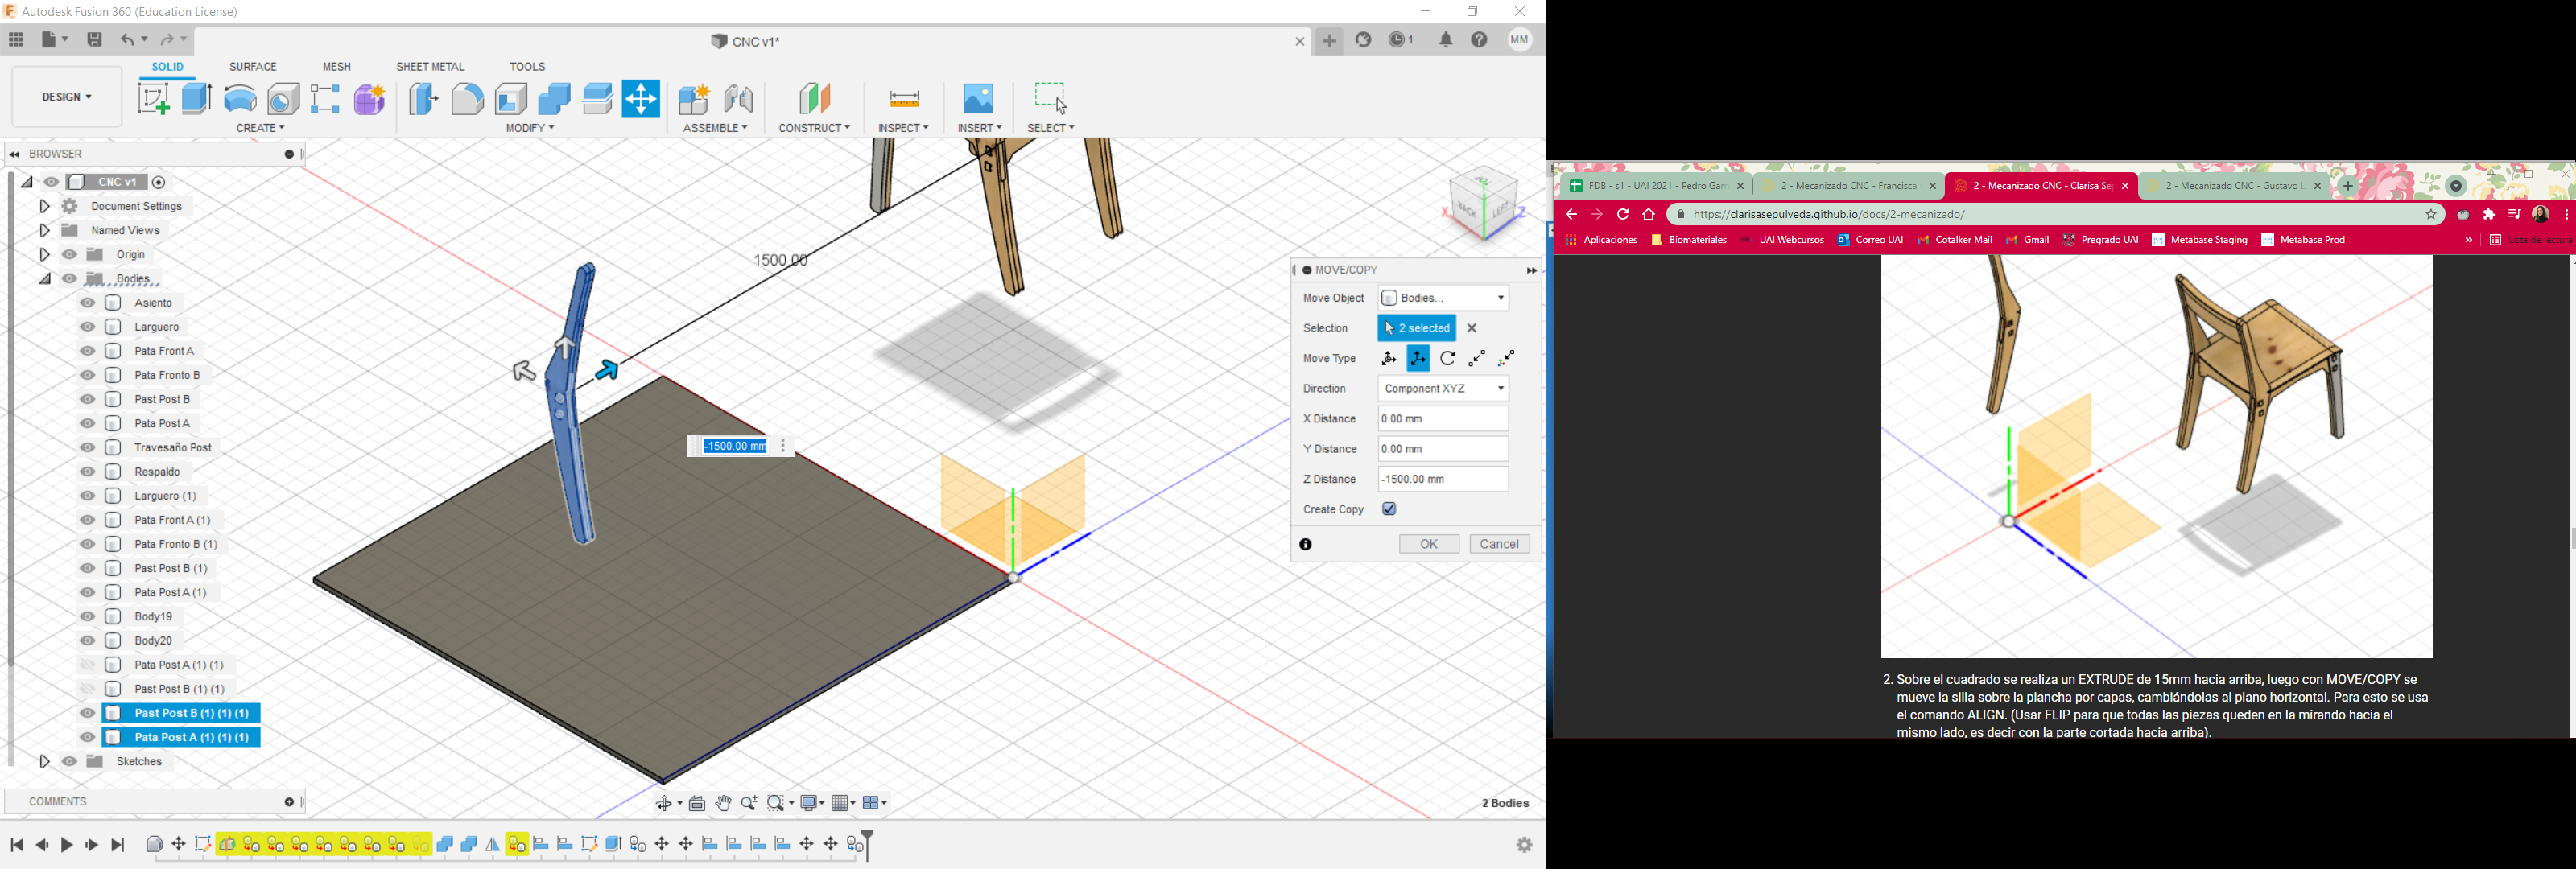 Autodesk Fusion 360 (Education License)
CNC v1*
1
MM
DESIGN
SOLID
SURFACE
MESH
SHEET METAL
TOOLS
CREATE
MODIFY
ASSEMBLE
CONSTRUCT
INSPECT
INSERT
SELECT
BROWSER
CNC v1
Document Settings
Named Views
Origin
Bodies
Asiento
Larguero
Pata Front A
Pata Fronto B
Past Post B
Pata Post A
Travesaño Post
Respaldo
Larguero (1)
Pata Front A (1)
Pata Fronto B (1)
Past Post B (1)
Pata Post A (1)
Body19
Body20
Pata Post A (1) (1)
Past Post B (1) (1)
Past Post B (1) (1) (1)
Pata Post A (1) (1) (1)
Sketches
COMMENTS
1500.00
-1500.00 mm
BACK
LEFT
X
Z
MOVE/COPY
Move Object
Bodies...
Selection
2 selected
Move Type
Direction
Component XYZ
X Distance
0.00 mm
Y Distance
0.00 mm
Z Distance
-1500.00 mm
Create Copy
OK
Cancel
2 Bodies
FDB - s1 - UAI 2021 - Pedro Garr
2 - Mecanizado CNC - Francisca
2 - Mecanizado CNC - Clarisa Se
2 - Mecanizado CNC - Gustavo
https://clarisasepulveda.github.io/docs/2-mecanizado/
Aplicaciones
Biomateriales
UAI Webcursos
Correo UAI
Cotalker Mail
Gmail
Pregrado UAI
Metabase Staging
Metabase Prod
»
Lista de lectura
2. Sobre el cuadrado se realiza un EXTRUDE de 15mm hacia arriba, luego con MOVE/COPY se
mueve la silla sobre la plancha por capas, cambiándolas al plano horizontal. Para esto se usa
el comando ALIGN. (Usar FLIP para que todas las piezas queden en la mirando hacia el
mismo lado, es decir con la parte cortada hacia arriba).